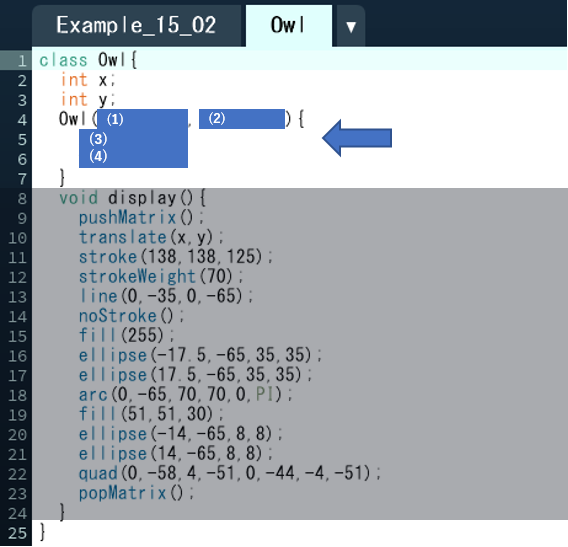 Example_15_02 Owl ▼
1 class Owl{
2 int x;
3 int y;
4 Owl( (1) , (2) ){
5 (3)
6 (4)
7 }
8 void display(){
9 pushMatrix();
10 translate(x,y);
11 stroke(138,138,125);
12 strokeWeight(70);
13 line(0,-35,0,-65);
14 noStroke();
15 fill(255);
16 ellipse(-17.5,-65,35,35);
17 ellipse(17.5,-65,35,35);
18 arc(0,-65,70,70,0,PI);
19 fill(51,51,30);
20 ellipse(-14,-65,8,8);
21 ellipse(14,-65,8,8);
22 quad(0,-58,4,-51,0,-44,-4,-51);
23 popMatrix();
24 }
25 }